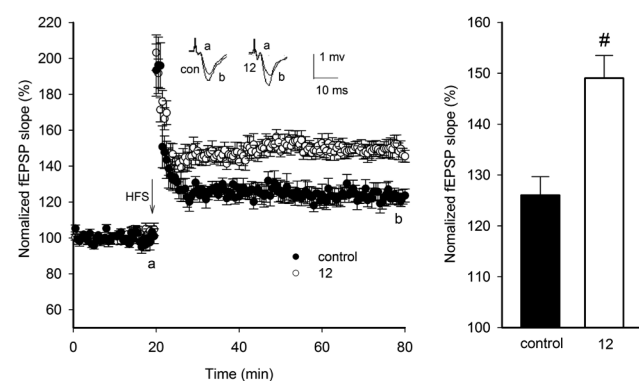 220
200
180
160
140
120
100
80
60
Nomalized fEPSP slope (%)
a
con
b
a
12
b
1 mv
10 ms
HFS
a
b
control
12
0
20
40
60
80
Time (min)
160
150
140
130
120
110
100
Nomalized fEPSP slope (%)
#
control
12